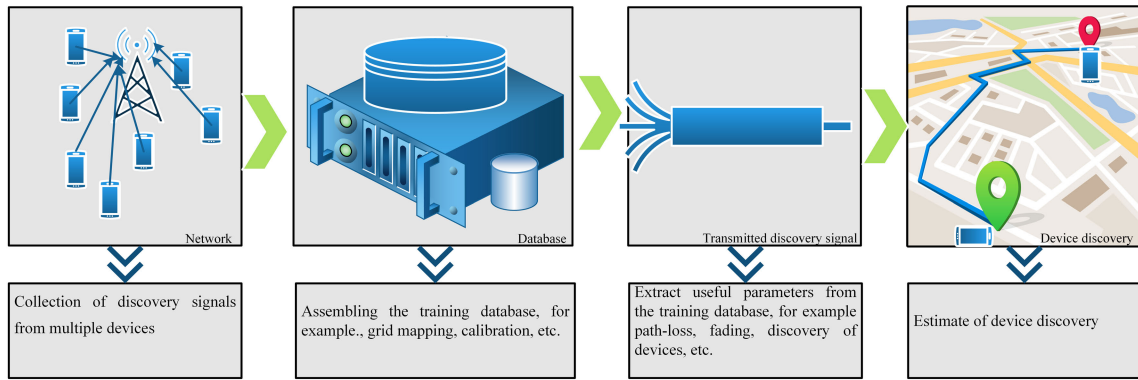 Network
Database
Transmitted discovery signal
Device discovery
Collection of discovery signals
from multiple devices
Assembling the training database, for
example., grid mapping, calibration, etc.
Extract useful parameters from
the training database, for example
path-loss, fading, discovery of
devices, etc.
Estimate of device discovery